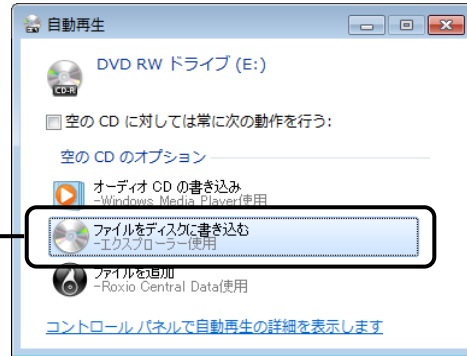 自動再生
DVD RW ドライブ (E:)
CD-R
空の CD に対しては常に次の動作を行う:
空の CD のオプション
オーディオ CD の書き込み
-Windows Media Player使用
ファイルをディスクに書き込む
-エクスプローラー使用
ファイルを追加
-Roxio Central Data使用
コントロール パネルで自動再生の詳細を表示します